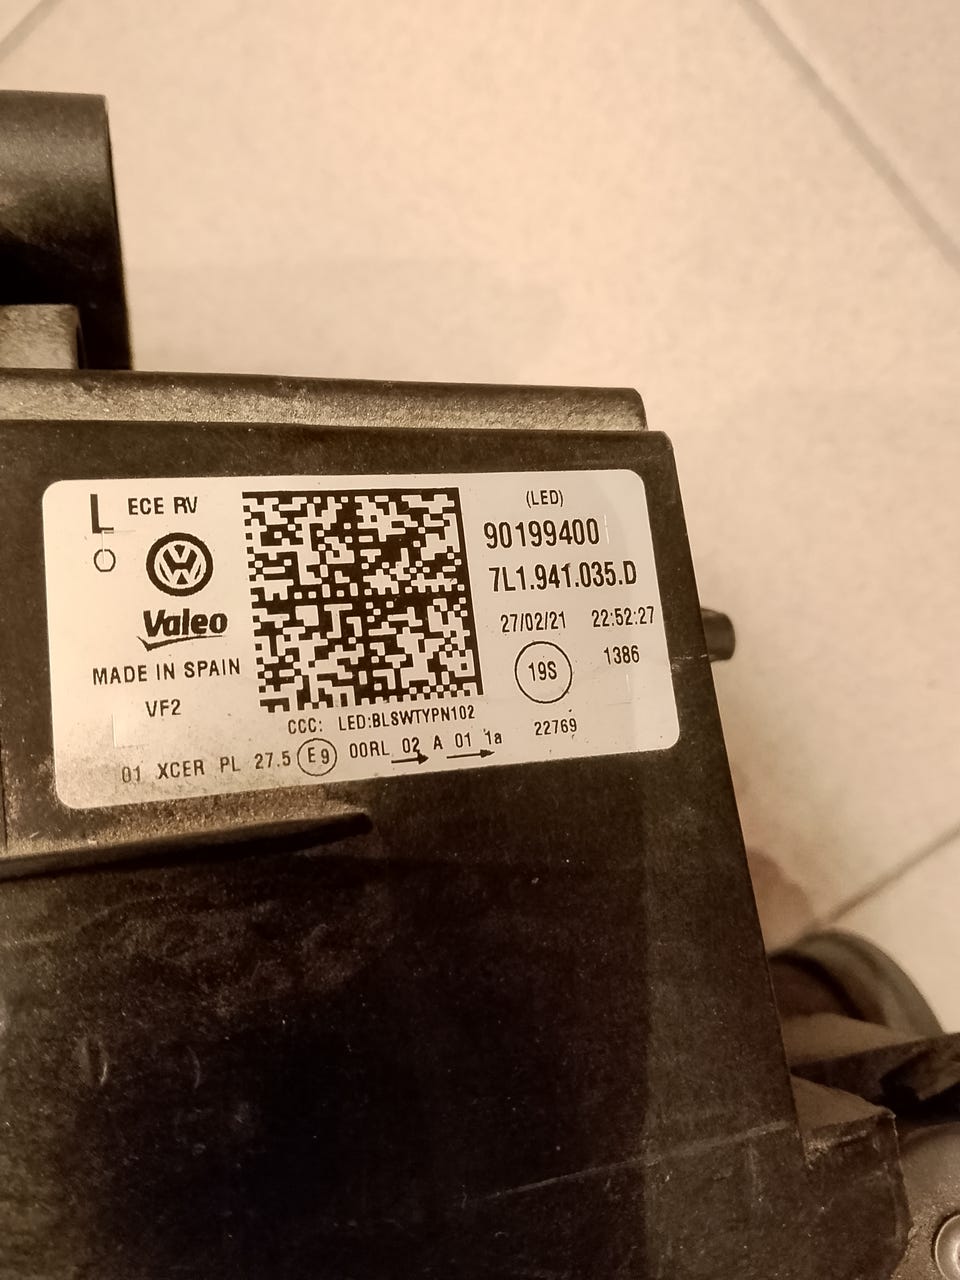 L ECE RV
O
VW
Valeo
MADE IN SPAIN
VF2
(LED)
90199400
7L1.941.035.D
27/02/21 22:52:27
19S 1386
22769
CCC: LED:BLSWTYPN102
01 XCER PL 27.5 E9 00RL 02 A 01 1a